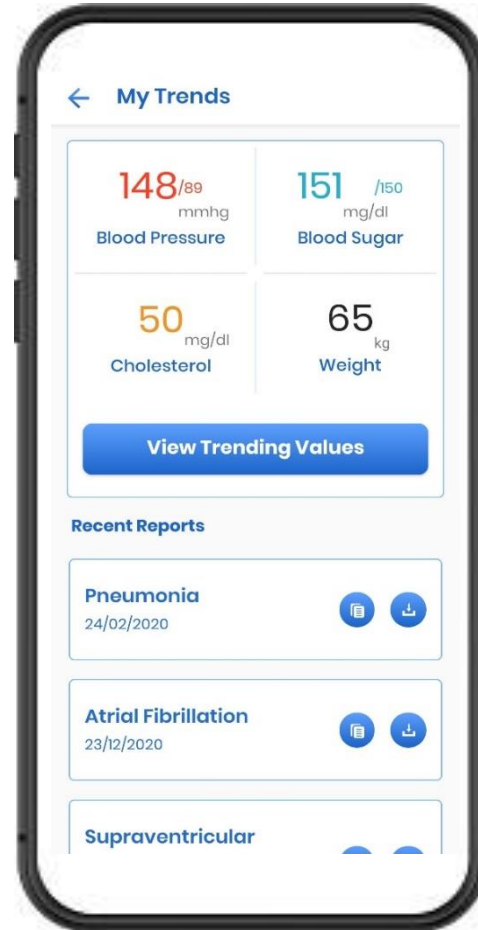 My Trends
148/89
mmhg
Blood Pressure
151 /150
mg/dl
Blood Sugar
50
mg/dl
Cholesterol
65
kg
Weight
View Trending Values
Recent Reports
Pneumonia
24/02/2020
Atrial Fibrillation
23/12/2020
Supraventricular